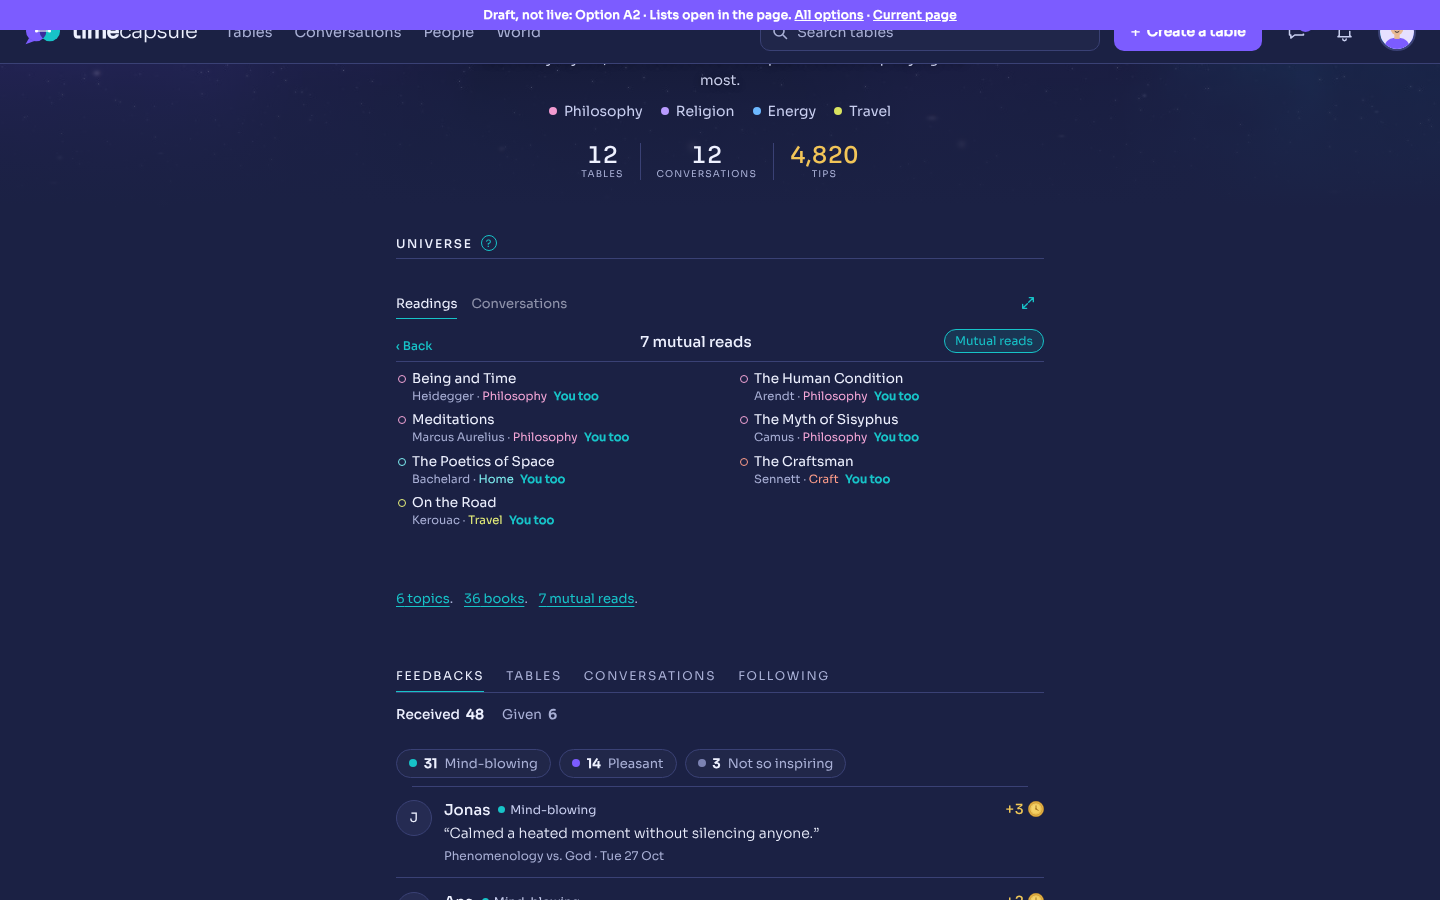 Draft, not live: Option A2 · Lists open in the page. All options · Current page
timecapsule Tables Conversations People World Search tables + Create a table
most.
Philosophy Religion Energy Travel
12 12 4,820
TABLES CONVERSATIONS TIPS
UNIVERSE ?
Readings Conversations
‹ Back 7 mutual reads Mutual reads
Being and Time
Heidegger · Philosophy You too
The Human Condition
Arendt · Philosophy You too
Meditations
Marcus Aurelius · Philosophy You too
The Myth of Sisyphus
Camus · Philosophy You too
The Poetics of Space
Bachelard · Home You too
The Craftsman
Sennett · Craft You too
On the Road
Kerouac · Travel You too
6 topics. 36 books. 7 mutual reads.
FEEDBACKS TABLES CONVERSATIONS FOLLOWING
Received 48 Given 6
31 Mind-blowing 14 Pleasant 3 Not so inspiring
J Jonas Mind-blowing +3
“Calmed a heated moment without silencing anyone.”
Phenomenology vs. God · Tue 27 Oct